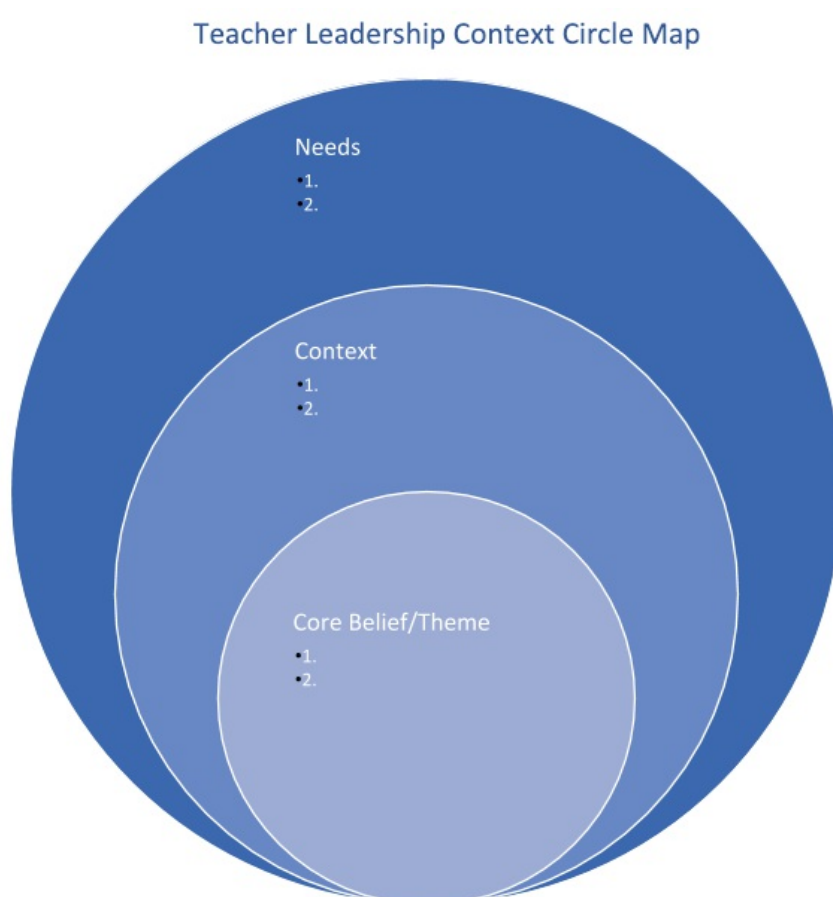 Teacher Leadership Context Circle Map
Needs
•1.
•2.
Context
•1.
•2.
Core Belief/Theme
•1.
•2.